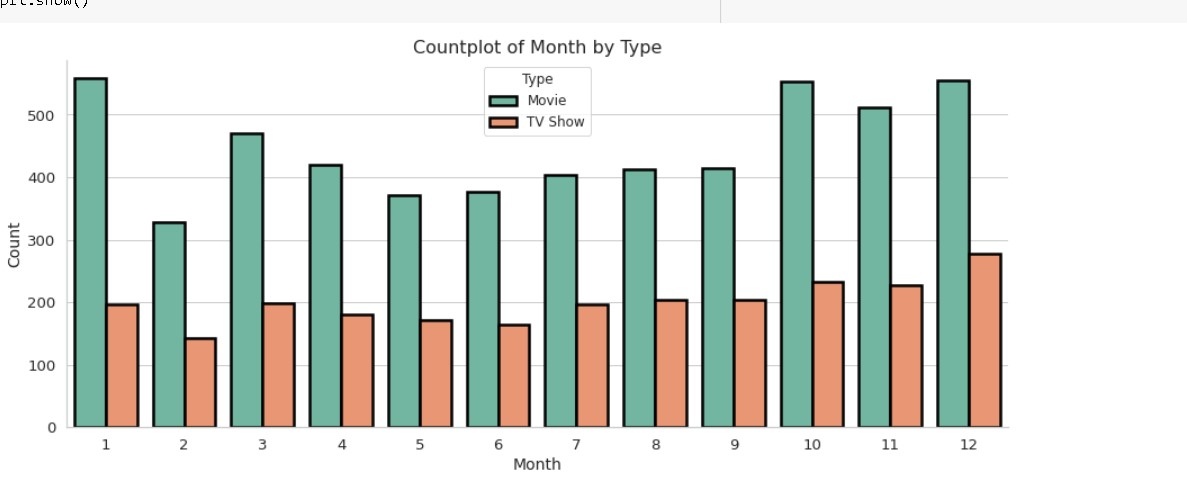 plt.show()
Countplot of Month by Type
Type
Movie
TV Show
500
400
300
200
100
0
Count
1 2 3 4 5 6 7 8 9 10 11 12
Month